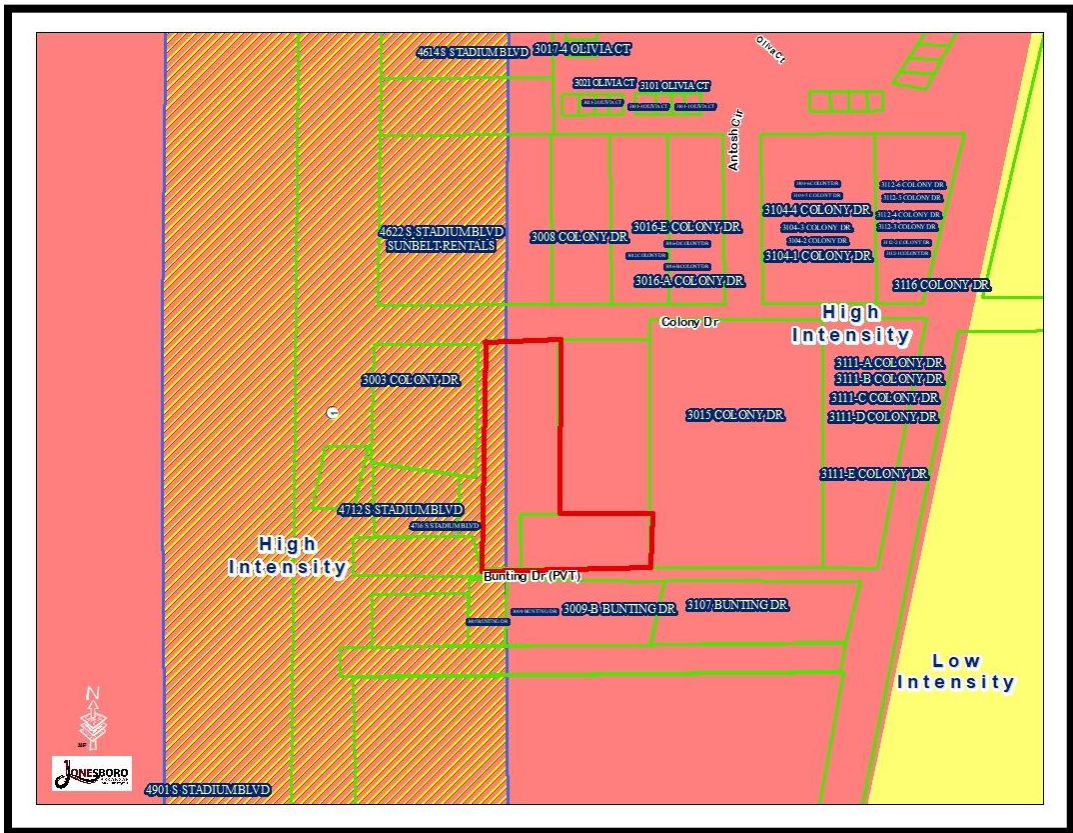 4614 S STADIUM BLVD
3017-4 OLIVIA CT
Olivia Ct
3021 OLIVIA CT
3101 OLIVIA CT
Antosh Cir
3104-4 COLONY DR
3104-3 COLONY DR
3104-2 COLONY DR
3104-1 COLONY DR
3112-6 COLONY DR
3112-5 COLONY DR
3112-4 COLONY DR
3112-3 COLONY DR
4622 S STADIUM BLVD
SUNBELT-RENTALS
3008 COLONY DR
3016-E COLONY DR
3016-A COLONY DR
3116 COLONY DR
Colony Dr
High
Intensity
3003 COLONY DR
3015 COLONY DR
3111-A COLONY DR
3111-B COLONY DR
3111-C COLONY DR
3111-D COLONY DR
3111-E COLONY DR
4712 S STADIUM BLVD
4716 S STADIUM BLVD
High
Intensity
Bunting Dr (PVT)
3009-B BUNTING DR
3107 BUNTING DR
Low
Intensity
N
JONESBORO
4901 S STADIUM BLVD